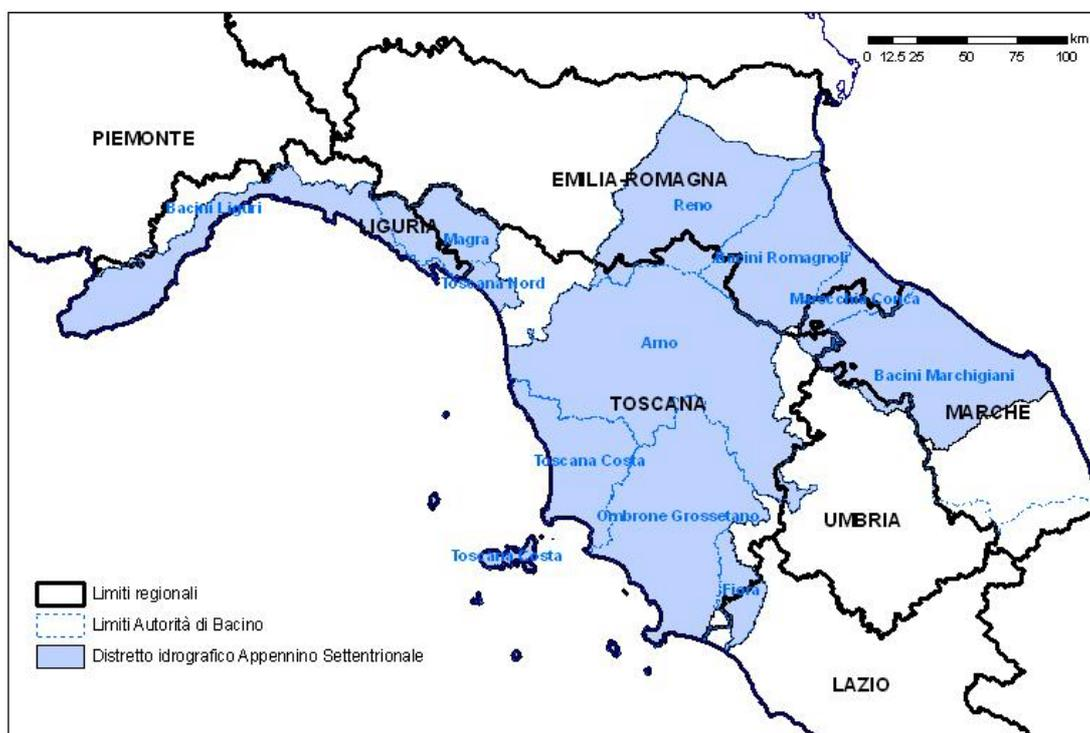 km
0 12.5 25 50 75 100
PIEMONTE
EMILIA-ROMAGNA
Bacini Liguri
Reno
LIGURIA
Magra
Bacini Romagnoli
Toscana Nord
Marecchia Conca
Arno
Bacini Marchigiani
TOSCANA
MARCHE
Toscana Costa
Ombrone Grossetano
UMBRIA
Toscana Costa
Fiora
Limiti regionali
Limiti Autorità di Bacino
Distretto idrografico Appennino Settentrionale
LAZIO